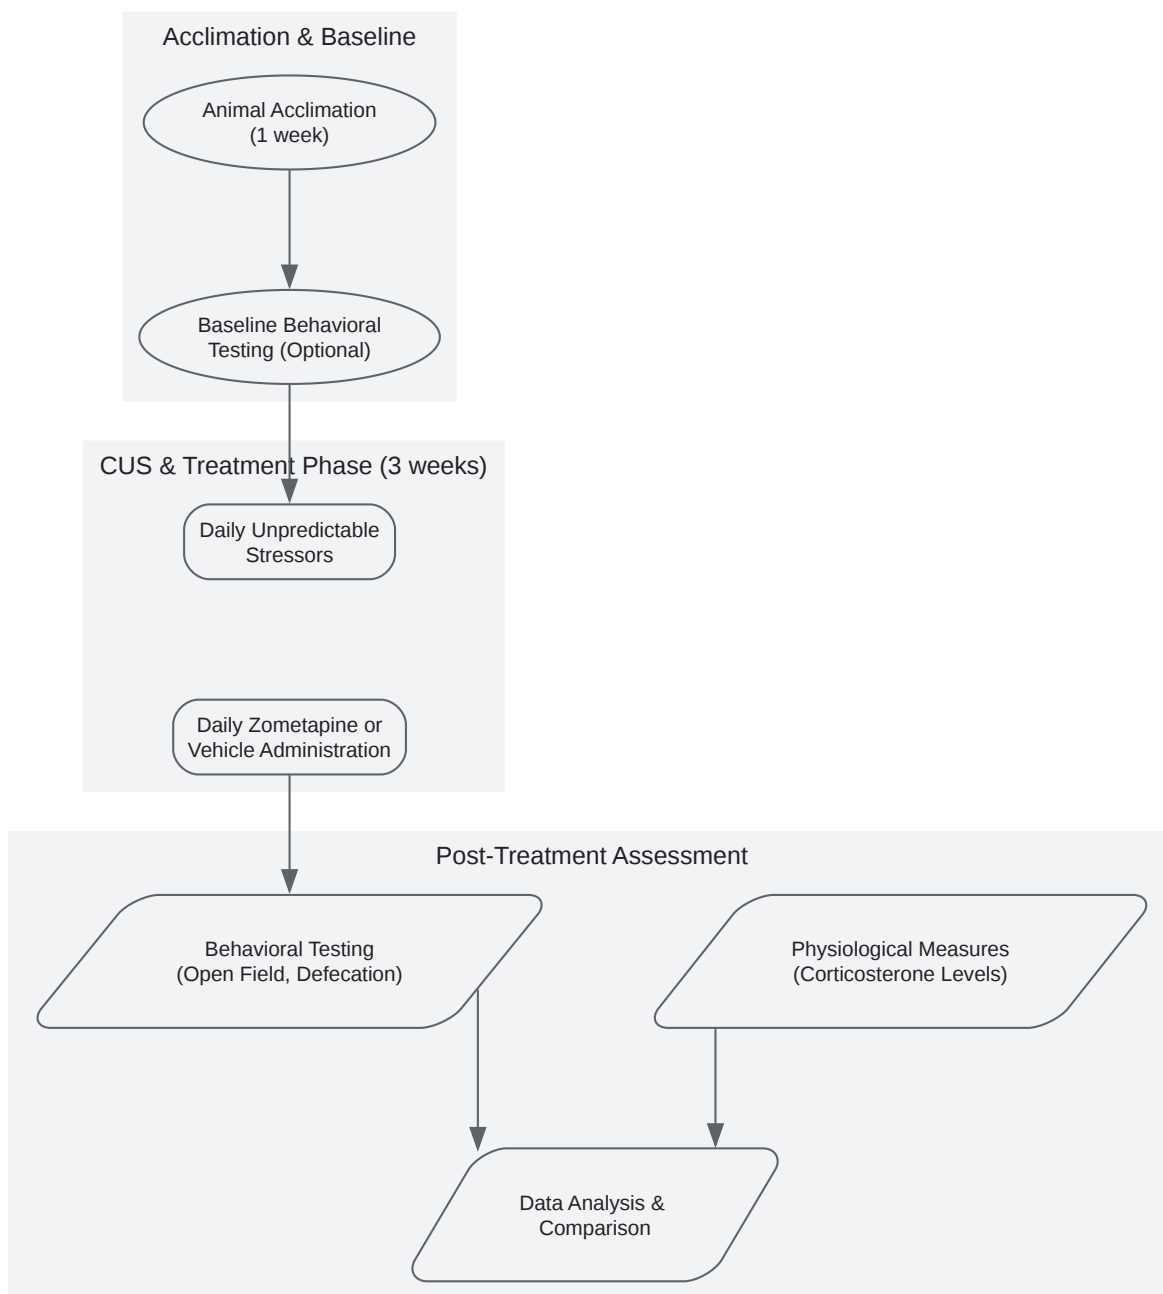 Acclimation & Baseline
Animal Acclimation
(1 week)
Baseline Behavioral
Testing (Optional)
CUS & Treatment Phase (3 weeks)
Daily Unpredictable
Stressors
Daily Zometapine or
Vehicle Administration
Post-Treatment Assessment
Behavioral Testing
(Open Field, Defecation)
Physiological Measures
(Corticosterone Levels)
Data Analysis &
Comparison